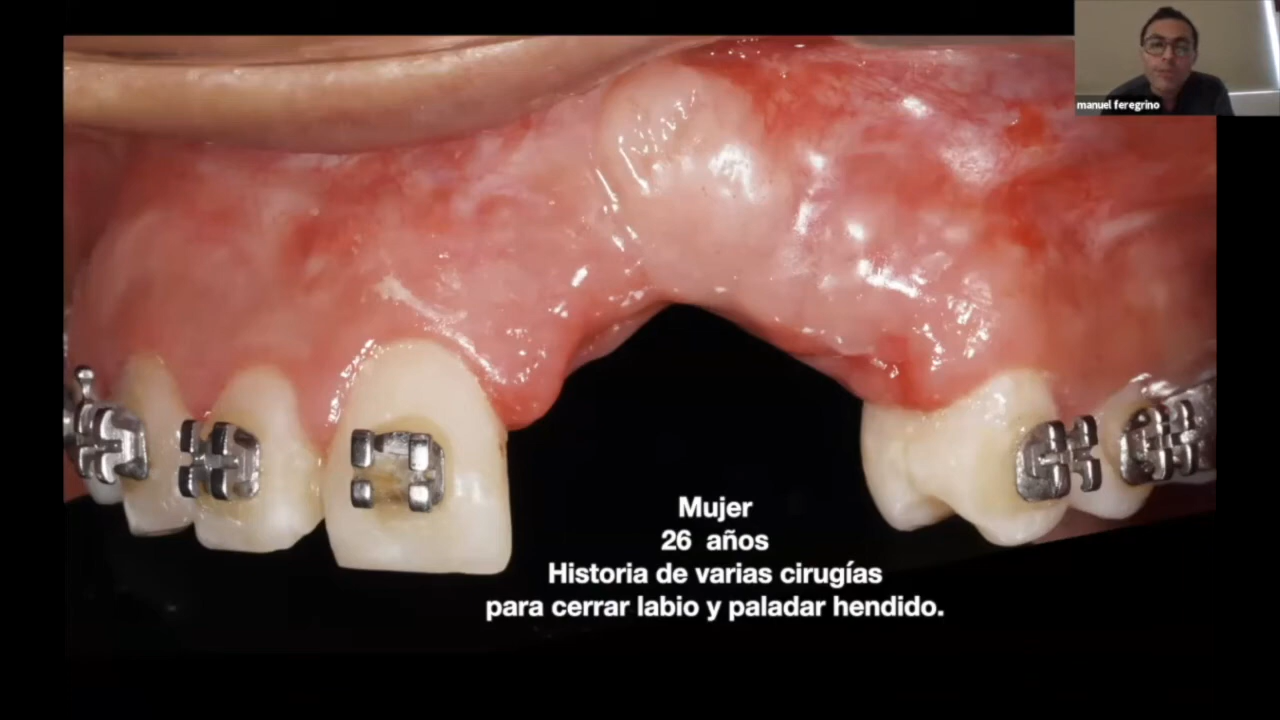 manuel feregrino
Mujer
26 años
Historia de varias cirugías
para cerrar labio y paladar hendido.